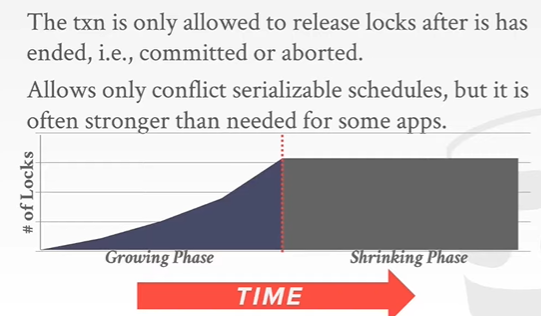 The txn is only allowed to release locks after is has
ended, i.e., committed or aborted.
Allows only conflict serializable schedules, but it is
often stronger than needed for some apps.
# of Locks
Growing Phase
Shrinking Phase
TIME